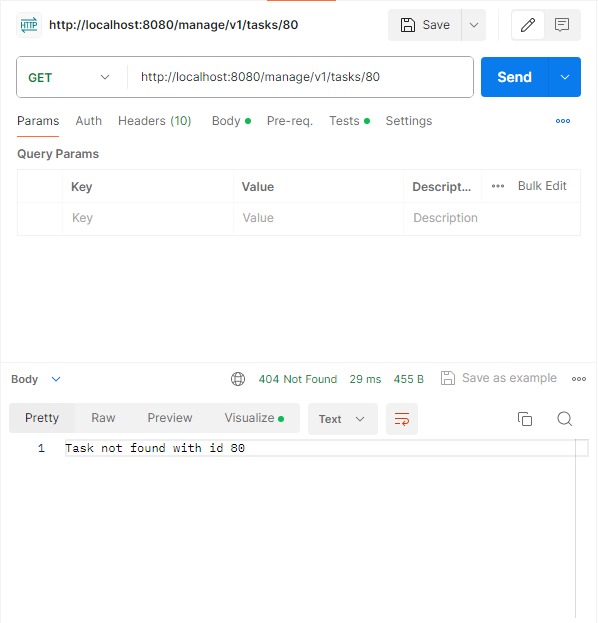 HTTP http://localhost:8080/manage/v1/tasks/80 Save
GET http://localhost:8080/manage/v1/tasks/80 Send
Params Auth Headers (10) Body Pre-req. Tests Settings
Query Params
Key Value Descript... Bulk Edit
Key Value Description
Body 404 Not Found 29 ms 455 B Save as example
Pretty Raw Preview Visualize Text
1 Task not found with id 80